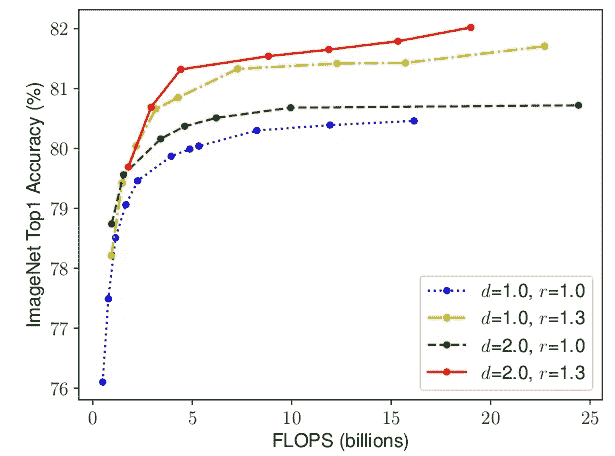 ImageNet Top1 Accuracy (%)
82
81
80
79
78
77
76
0 5 10 15 20 25
FLOPS (billions)
d=1.0, r=1.0
d=1.0, r=1.3
d=2.0, r=1.0
d=2.0, r=1.3